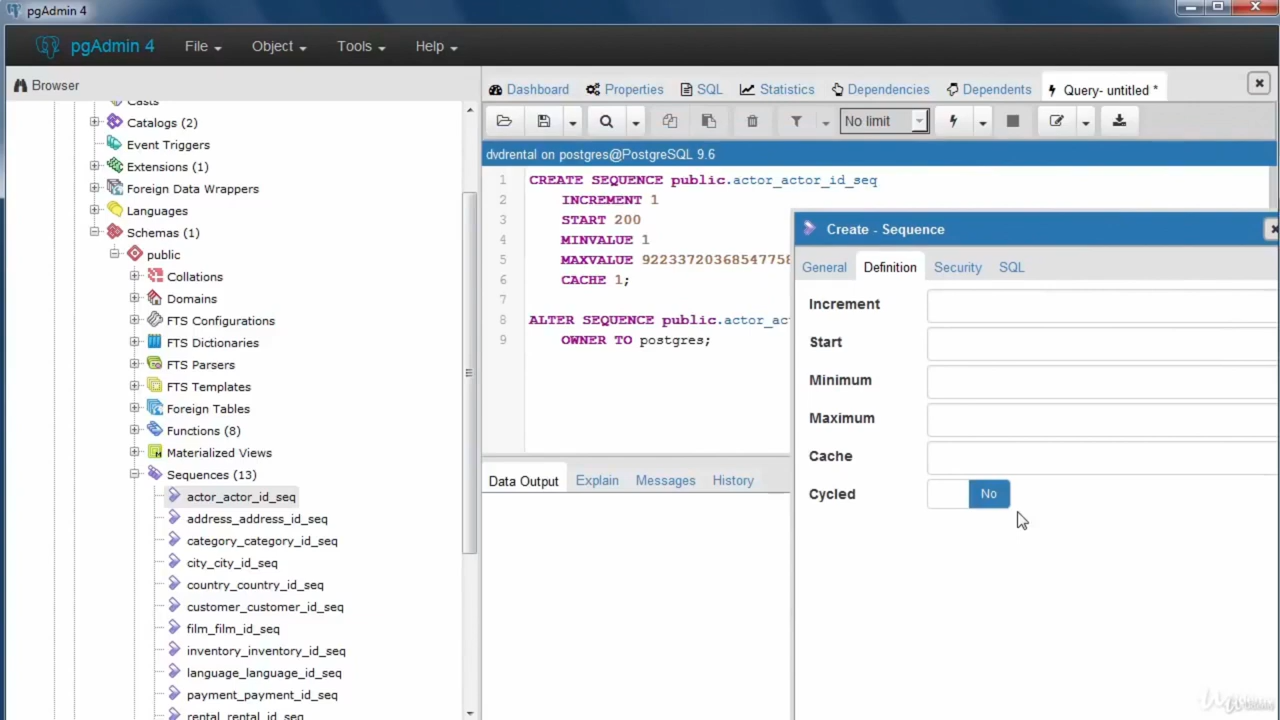 pgAdmin 4
pgAdmin 4 File Object Tools Help
Browser
Casts
Catalogs (2)
Event Triggers
Extensions (1)
Foreign Data Wrappers
Languages
Schemas (1)
public
Collations
Domains
FTS Configurations
FTS Dictionaries
FTS Parsers
FTS Templates
Foreign Tables
Functions (8)
Materialized Views
Sequences (13)
actor_actor_id_seq
address_address_id_seq
category_category_id_seq
city_city_id_seq
country_country_id_seq
customer_customer_id_seq
film_film_id_seq
inventory_inventory_id_seq
language_language_id_seq
payment_payment_id_seq
rental_rental_id_seq
Dashboard Properties SQL Statistics Dependencies Dependents Query- untitled *
No limit
dvdrental on postgres@PostgreSQL 9.6
1 CREATE SEQUENCE public.actor_actor_id_seq
2 INCREMENT 1
3 START 200
4 MINVALUE 1
5 MAXVALUE 92233720368547758
6 CACHE 1;
7
8 ALTER SEQUENCE public.actor_ac
9 OWNER TO postgres;
Data Output Explain Messages History
Create - Sequence
General Definition Security SQL
Increment
Start
Minimum
Maximum
Cache
Cycled No